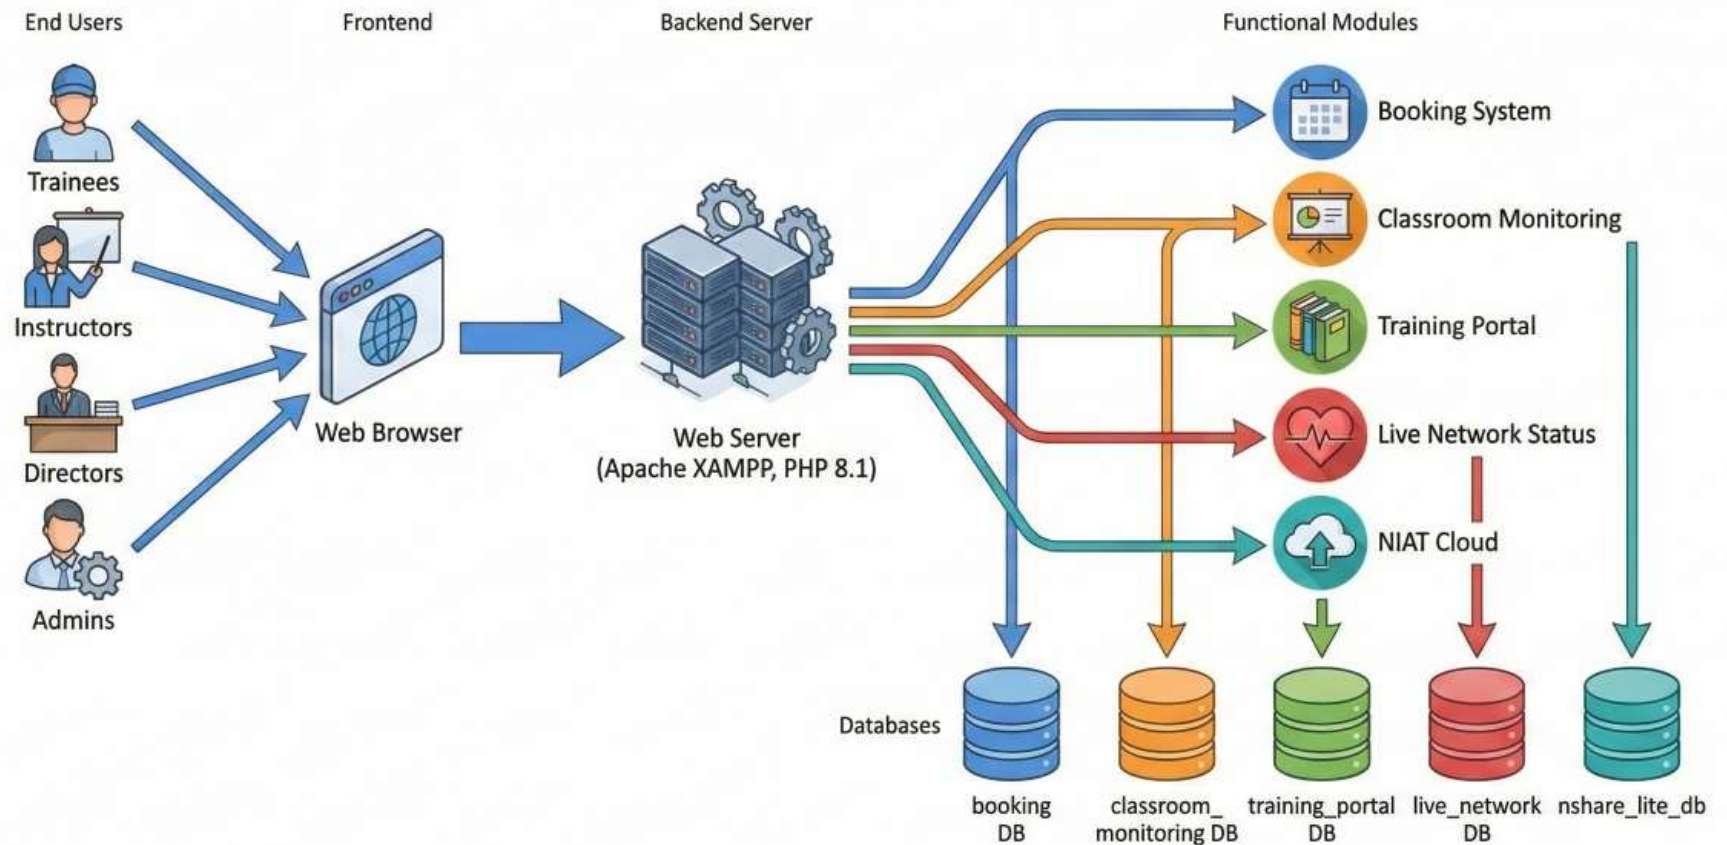 End Users
Frontend
Backend Server
Functional Modules
Trainees
Instructors
Directors
Admins
Web Browser
Web Server
(Apache XAMPP, PHP 8.1)
Booking System
Classroom Monitoring
Training Portal
Live Network Status
NIAT Cloud
Databases
booking
DB
classroom_
monitoring DB
training_portal
DB
live_network
DB
nshare_lite_db